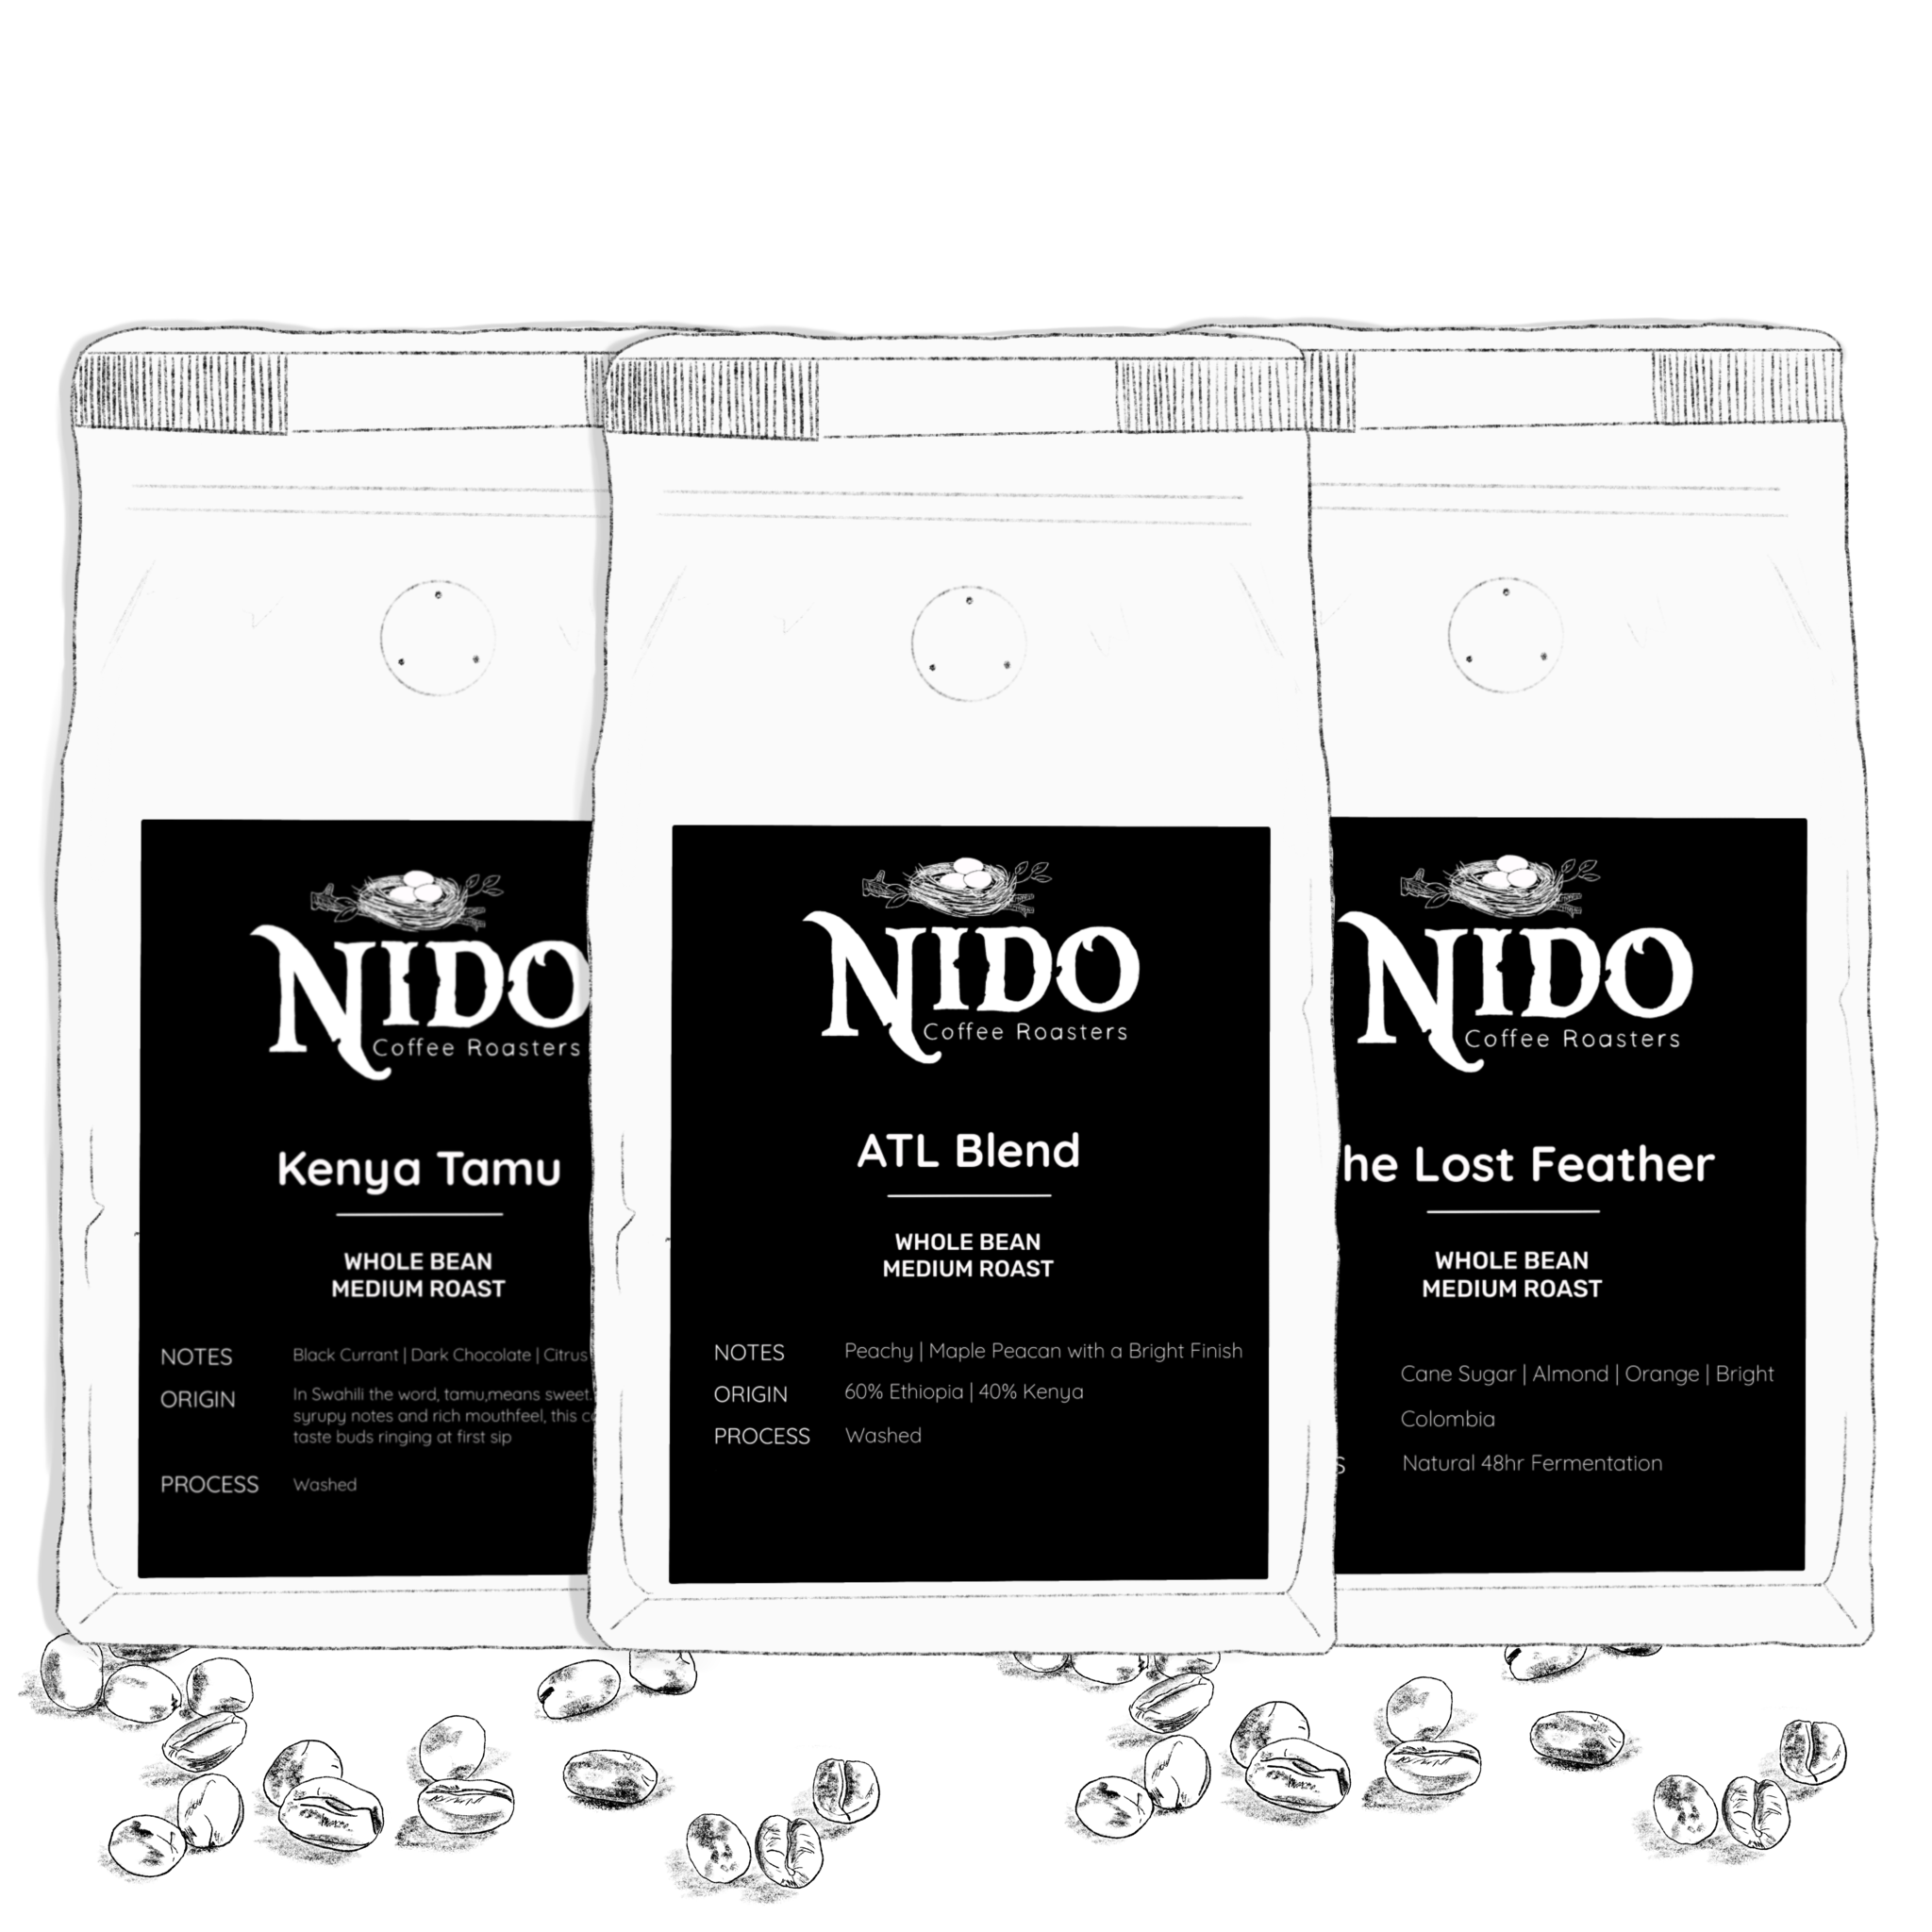 NIDO
Coffee Roasters
Kenya Tamu
WHOLE BEAN
MEDIUM ROAST
NOTES Black Currant | Dark Chocolate | Citrus
ORIGIN In Swahili the word, tamu,means sweet.
syrupy notes and rich mouthfeel, this
taste buds ringing at first sip
PROCESS Washed
NIDO
Coffee Roasters
ATL Blend
WHOLE BEAN
MEDIUM ROAST
NOTES Peachy | Maple Peacan with a Bright Finish
ORIGIN 60% Ethiopia | 40% Kenya
PROCESS Washed
NIDO
Coffee Roasters
he Lost Feather
WHOLE BEAN
MEDIUM ROAST
Cane Sugar | Almond | Orange | Bright
Colombia
S Natural 48hr Fermentation